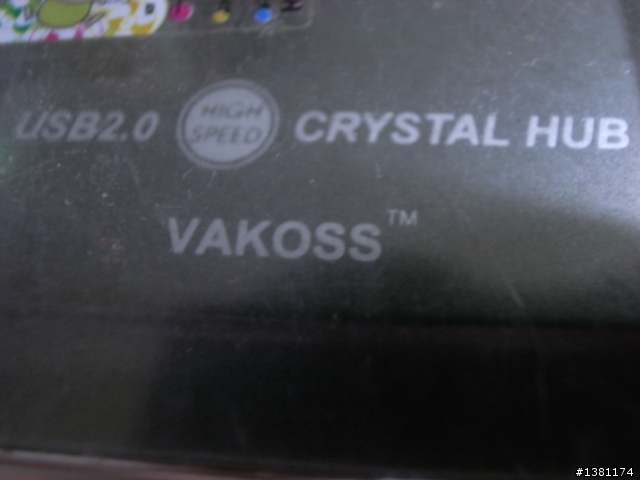 USB2.0 HIGH SPEED CRYSTAL HUB
VAKOSS™
#1381174